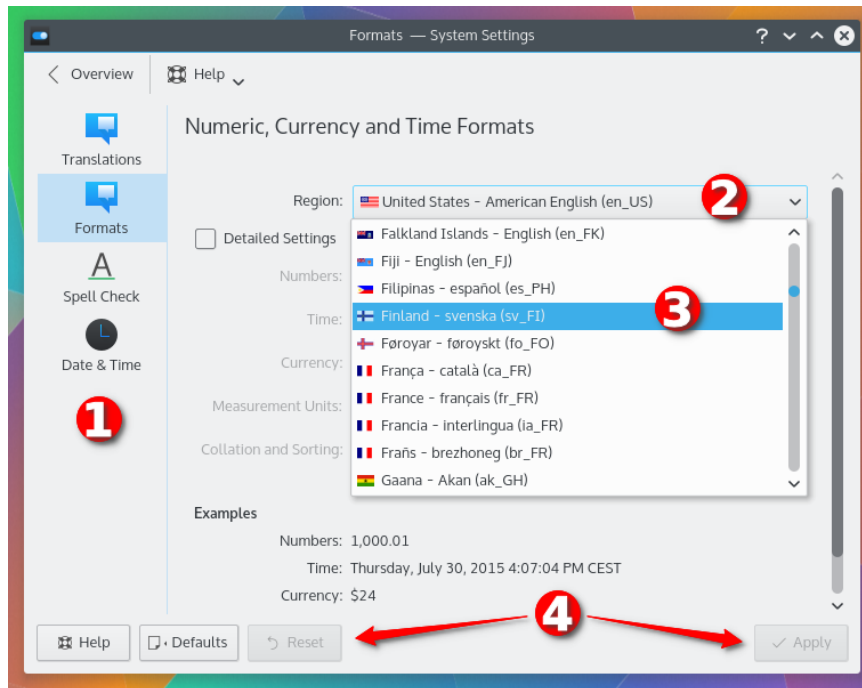 Formats — System Settings
Overview
Help
Numeric, Currency and Time Formats
Translations
Formats
A
Spell Check
Date & Time
1
Region: United States - American English (en_US)
2
Detailed Settings
Numbers:
Time:
Currency:
Measurement Units:
Collation and Sorting:
Falkland Islands - English (en_FK)
Fiji - English (en_FJ)
Filipinas - español (es_PH)
Finland - svenska (sv_FI)
3
Føroyar - føroyskt (fo_FO)
França - català (ca_FR)
France - français (fr_FR)
Francia - interlingua (ia_FR)
Frañs - brezhoneg (br_FR)
Gaana - Akan (ak_GH)
Examples
Numbers: 1,000.01
Time: Thursday, July 30, 2015 4:07:04 PM CEST
Currency: $24
4
Help
Defaults
Reset
Apply